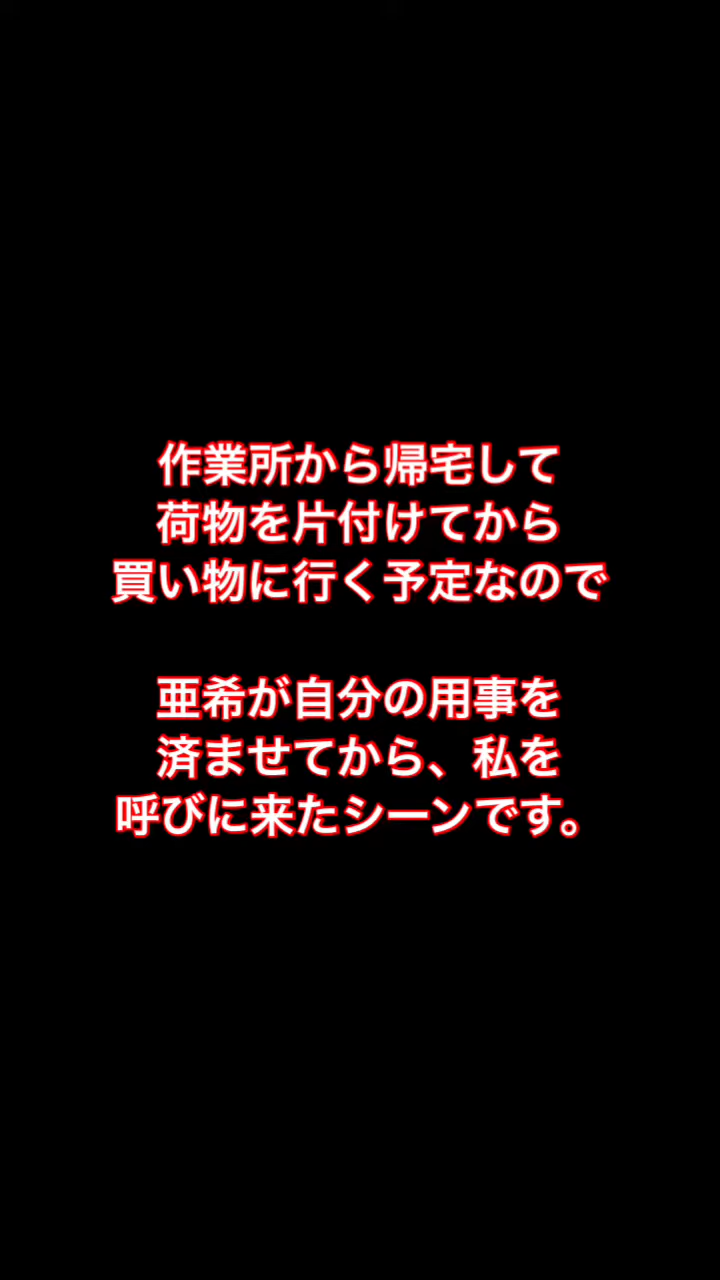 作業所から帰宅して
荷物を片付けてから
買い物に行く予定なので
亜希が自分の用事を
済ませてから、私を
呼びに来たシーンです。